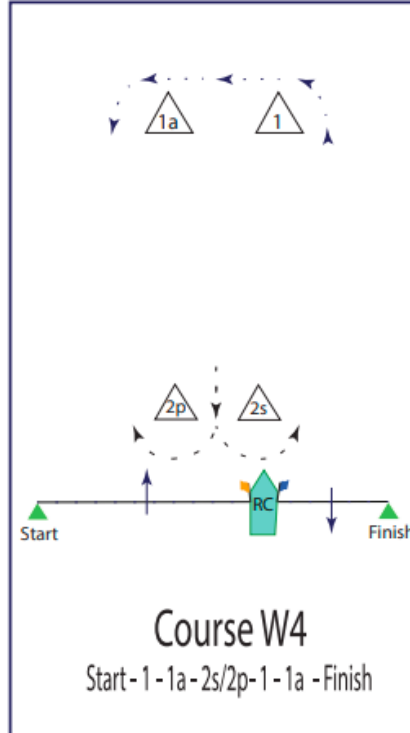 1a 1
2p 2s
RC
Start Finish
Course W4
Start - 1 - 1a - 2s/2p - 1 - 1a - Finish